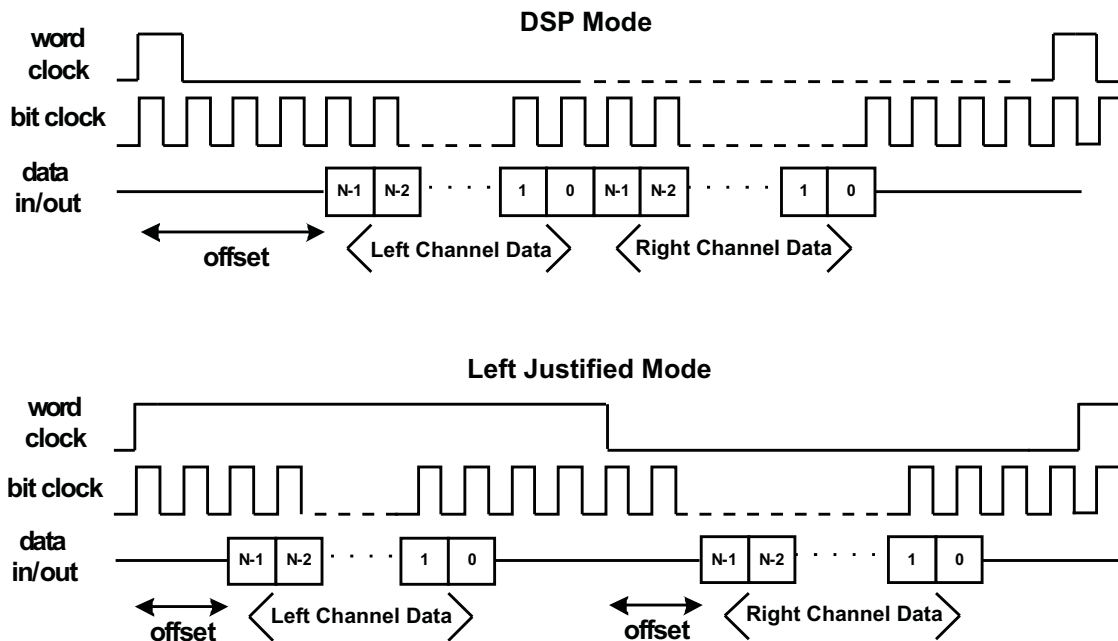 DSP Mode
word
clock
bit clock
data
in/out
N-1 N-2 1 0 N-1 N-2 1 0
offset
Left Channel Data
Right Channel Data
Left Justified Mode
word
clock
bit clock
data
in/out
N-1 N-2 1 0 N-1 N-2 1 0
offset
Left Channel Data
offset
Right Channel Data